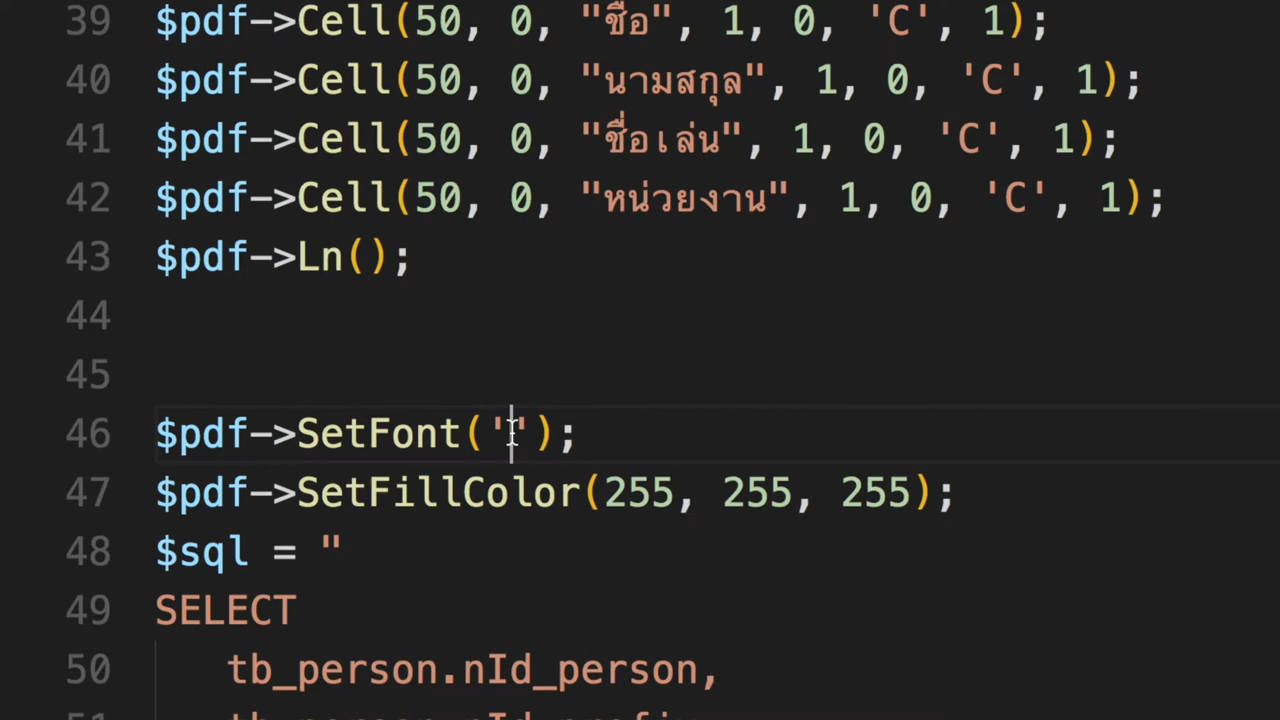 39 $pdf->Cell(50, 0, "ชื่อ", 1, 0, 'C', 1);
40 $pdf->Cell(50, 0, "นามสกุล", 1, 0, 'C', 1);
41 $pdf->Cell(50, 0, "ชื่อเล่น", 1, 0, 'C', 1);
42 $pdf->Cell(50, 0, "หน่วยงาน", 1, 0, 'C', 1);
43 $pdf->Ln();
44
45
46 $pdf->SetFont('');
47 $pdf->SetFillColor(255, 255, 255);
48 $sql = "
49 SELECT
50 tb_person.nId_person,